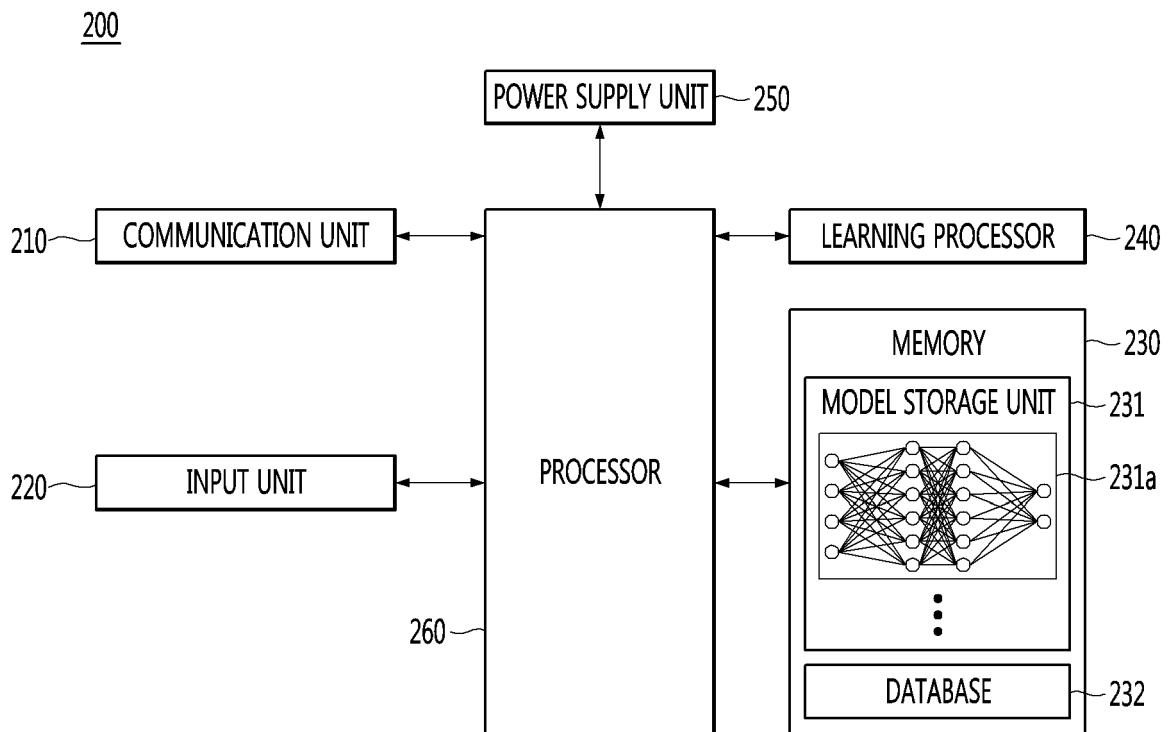 200
POWER SUPPLY UNIT 250
210 COMMUNICATION UNIT
LEARNING PROCESSOR 240
MEMORY 230
MODEL STORAGE UNIT 231
231a
220 INPUT UNIT
PROCESSOR
260
DATABASE 232